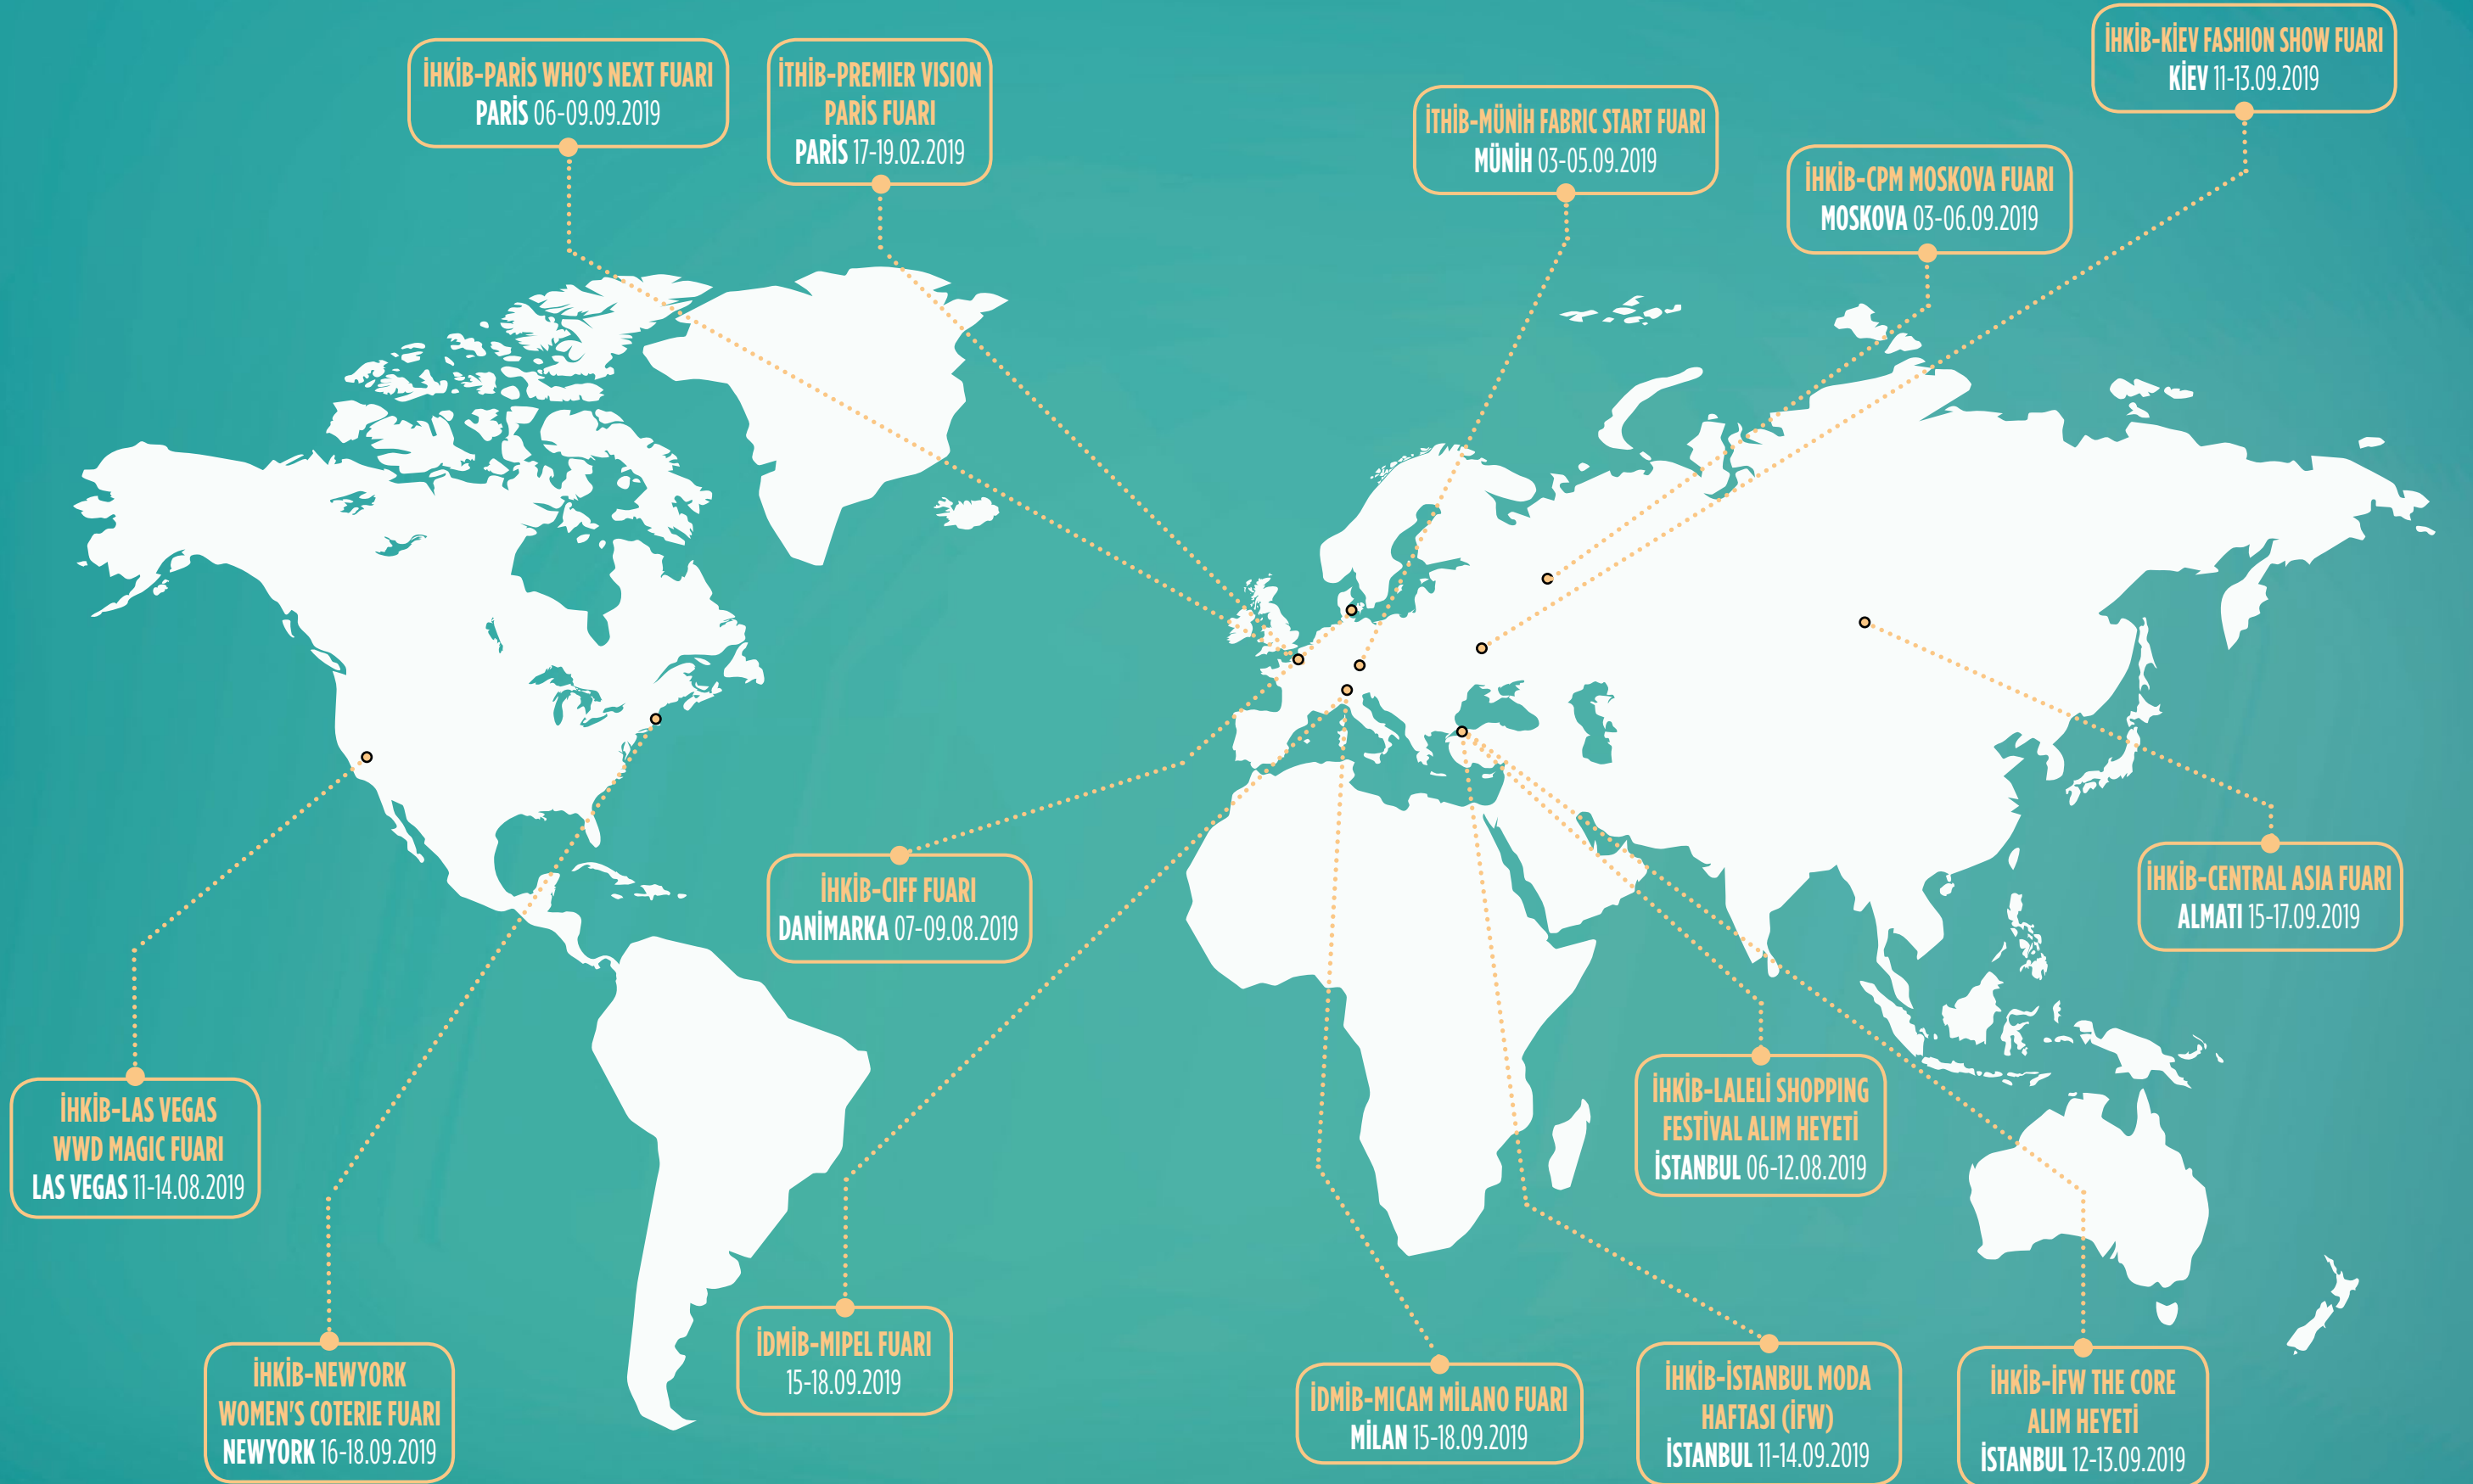 İHKİB-PARİS WHO'S NEXT FUARI
PARİS 06-09.09.2019
İTHİB-PREMIER VISION
PARİS FUARI
PARİS 17-19.02.2019
İTHİB-MÜNİH FABRIC START FUARI
MÜNİH 03-05.09.2019
İHKİB-CPM MOSKOVA FUARI
MOSKOVA 03-06.09.2019
İHKİB-KİEV FASHION SHOW FUARI
KİEV 11-13.09.2019
İHKİB-CIFF FUARI
DANİMARKA 07-09.08.2019
İHKİB-CENTRAL ASIA FUARI
ALMATI 15-17.09.2019
İHKİB-LAS VEGAS
WWD MAGIC FUARI
LAS VEGAS 11-14.08.2019
İHKİB-LALELİ SHOPPING
FESTİVAL ALIM HEYETİ
İSTANBUL 06-12.08.2019
İHKİB-NEWYORK
WOMEN'S COTERIE FUARI
NEWYORK 16-18.09.2019
İDMİB-MIPEL FUARI
15-18.09.2019
İDMİB-MICAM MİLANO FUARI
MİLAN 15-18.09.2019
İHKİB-İSTANBUL MODA
HAFTASI (İFW)
İSTANBUL 11-14.09.2019
İHKİB-İFW THE CORE
ALIM HEYETİ
İSTANBUL 12-13.09.2019